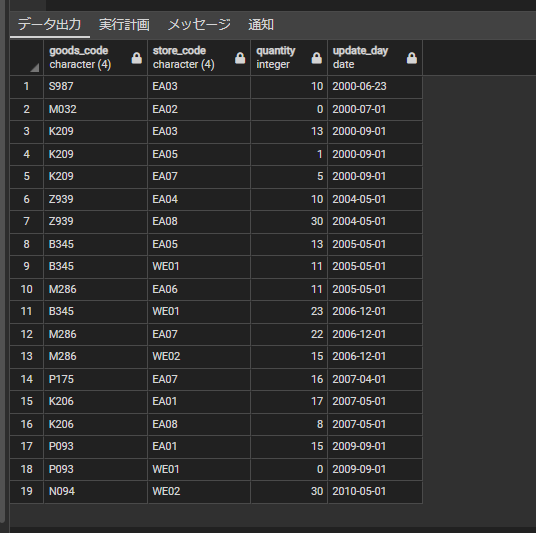 データ出力 実行計画 メッセージ 通知
goods_code store_code quantity update_day
character (4) character (4) integer date
1 S987 EA03 10 2000-06-23
2 M032 EA02 0 2000-07-01
3 K209 EA03 13 2000-09-01
4 K209 EA05 1 2000-09-01
5 K209 EA07 5 2000-09-01
6 Z939 EA04 10 2004-05-01
7 Z939 EA08 30 2004-05-01
8 B345 EA05 13 2005-05-01
9 B345 WE01 11 2005-05-01
10 M286 EA06 11 2005-05-01
11 B345 WE01 23 2006-12-01
12 M286 EA07 22 2006-12-01
13 M286 WE02 15 2006-12-01
14 P175 EA07 16 2007-04-01
15 K206 EA01 17 2007-05-01
16 K206 EA08 8 2007-05-01
17 P093 EA01 15 2009-09-01
18 P093 WE01 0 2009-09-01
19 N094 WE02 30 2010-05-01